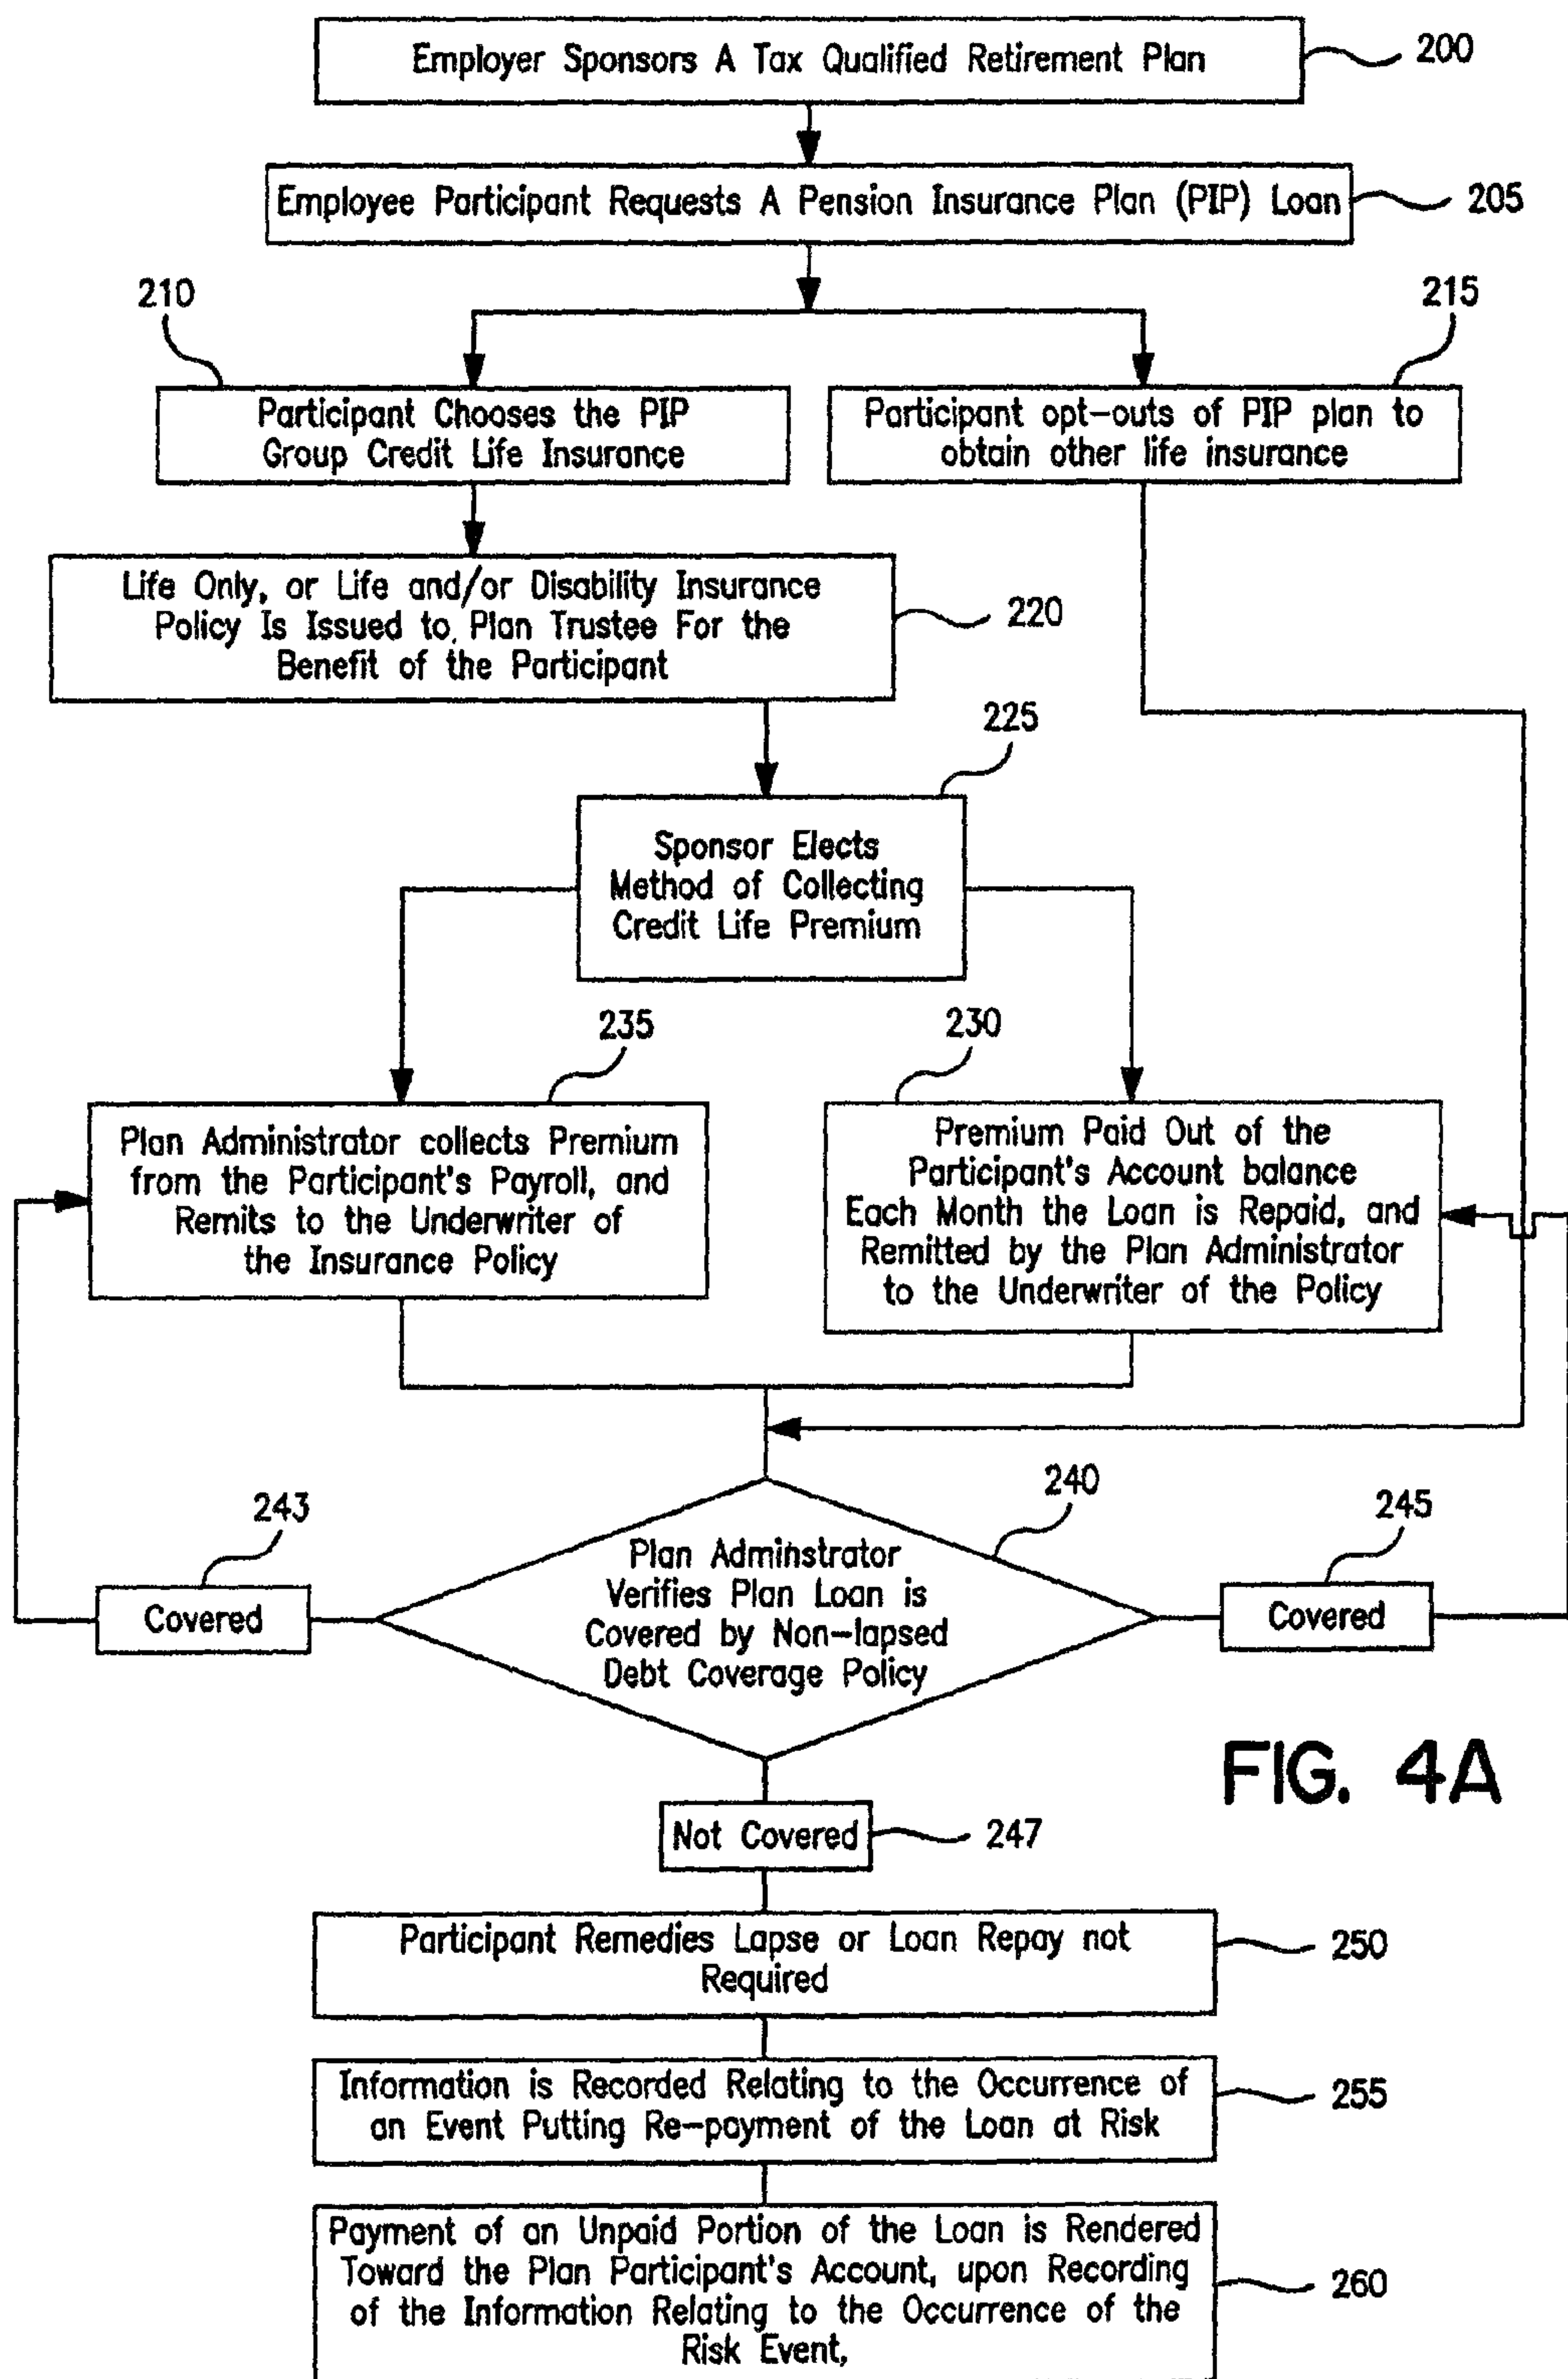 Employer Sponsors A Tax Qualified Retirement Plan
200
Employee Participant Requests A Pension Insurance Plan (PIP) Loan
205
210
215
Participant Chooses the PIP
Group Credit Life Insurance
Participant opt-outs of PIP plan to
obtain other life insurance
Life Only, or Life and/or Disability Insurance
Policy Is Issued to, Plan Trustee For the
Benefit of the Participant
220
225
Sponsor Elects
Method of Collecting
Credit Life Premium
235
230
Plan Administrator collects Premium
from the Participant's Payroll, and
Remits to the Underwriter of
the Insurance Policy
Premium Paid Out of the
Participant's Account balance
Each Month the Loan is Repaid, and
Remitted by the Plan Administrator
to the Underwriter of the Policy
243
240
245
Covered
Plan Adminstrator
Verifies Plan Loan is
Covered by Non-lapsed
Debt Coverage Policy
Covered
FIG. 4A
Not Covered
247
Participant Remedies Lapse or Loan Repay not
Required
250
Information is Recorded Relating to the Occurrence of
an Event Putting Re-payment of the Loan at Risk
255
Payment of an Unpaid Portion of the Loan is Rendered
Toward the Plan Participant's Account, upon Recording
of the Information Relating to the Occurrence of the
Risk Event,
260